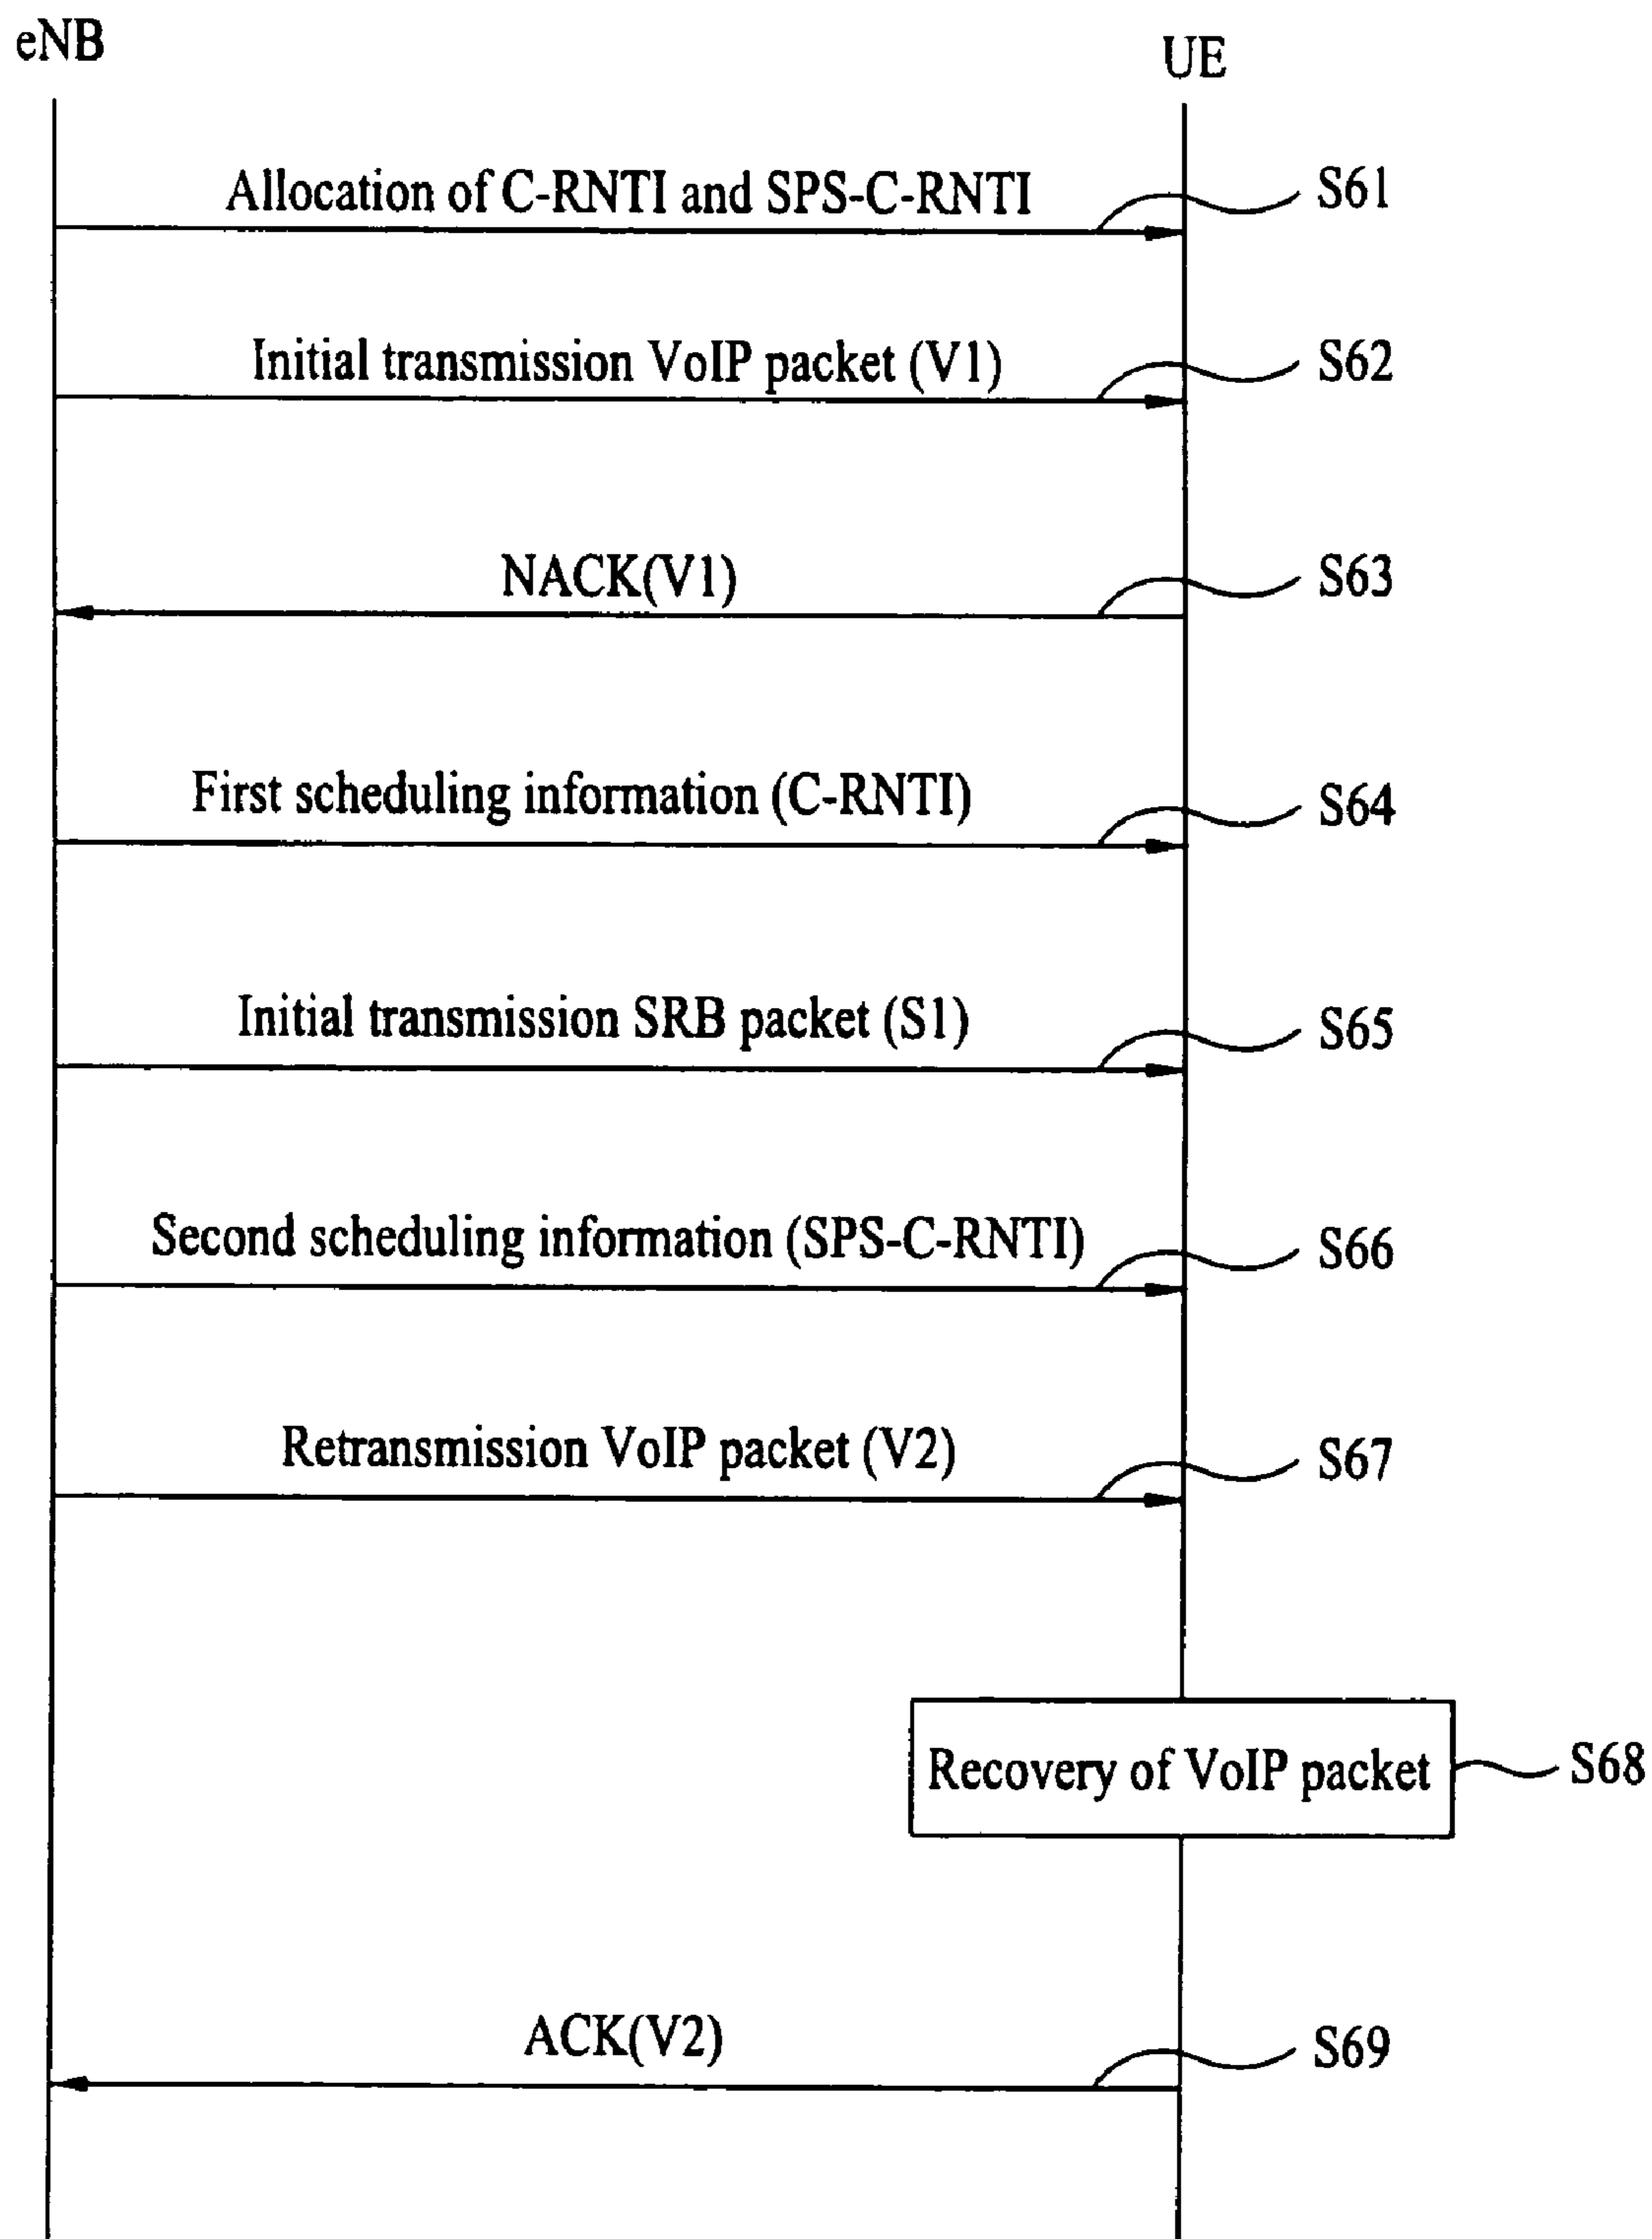 eNB
UE
Allocation of C-RNTI and SPS-C-RNTI
S61
Initial transmission VoIP packet (V1)
S62
NACK(V1)
S63
First scheduling information (C-RNTI)
S64
Initial transmission SRB packet (S1)
S65
Second scheduling information (SPS-C-RNTI)
S66
Retransmission VoIP packet (V2)
S67
Recovery of VoIP packet
S68
ACK(V2)
S69